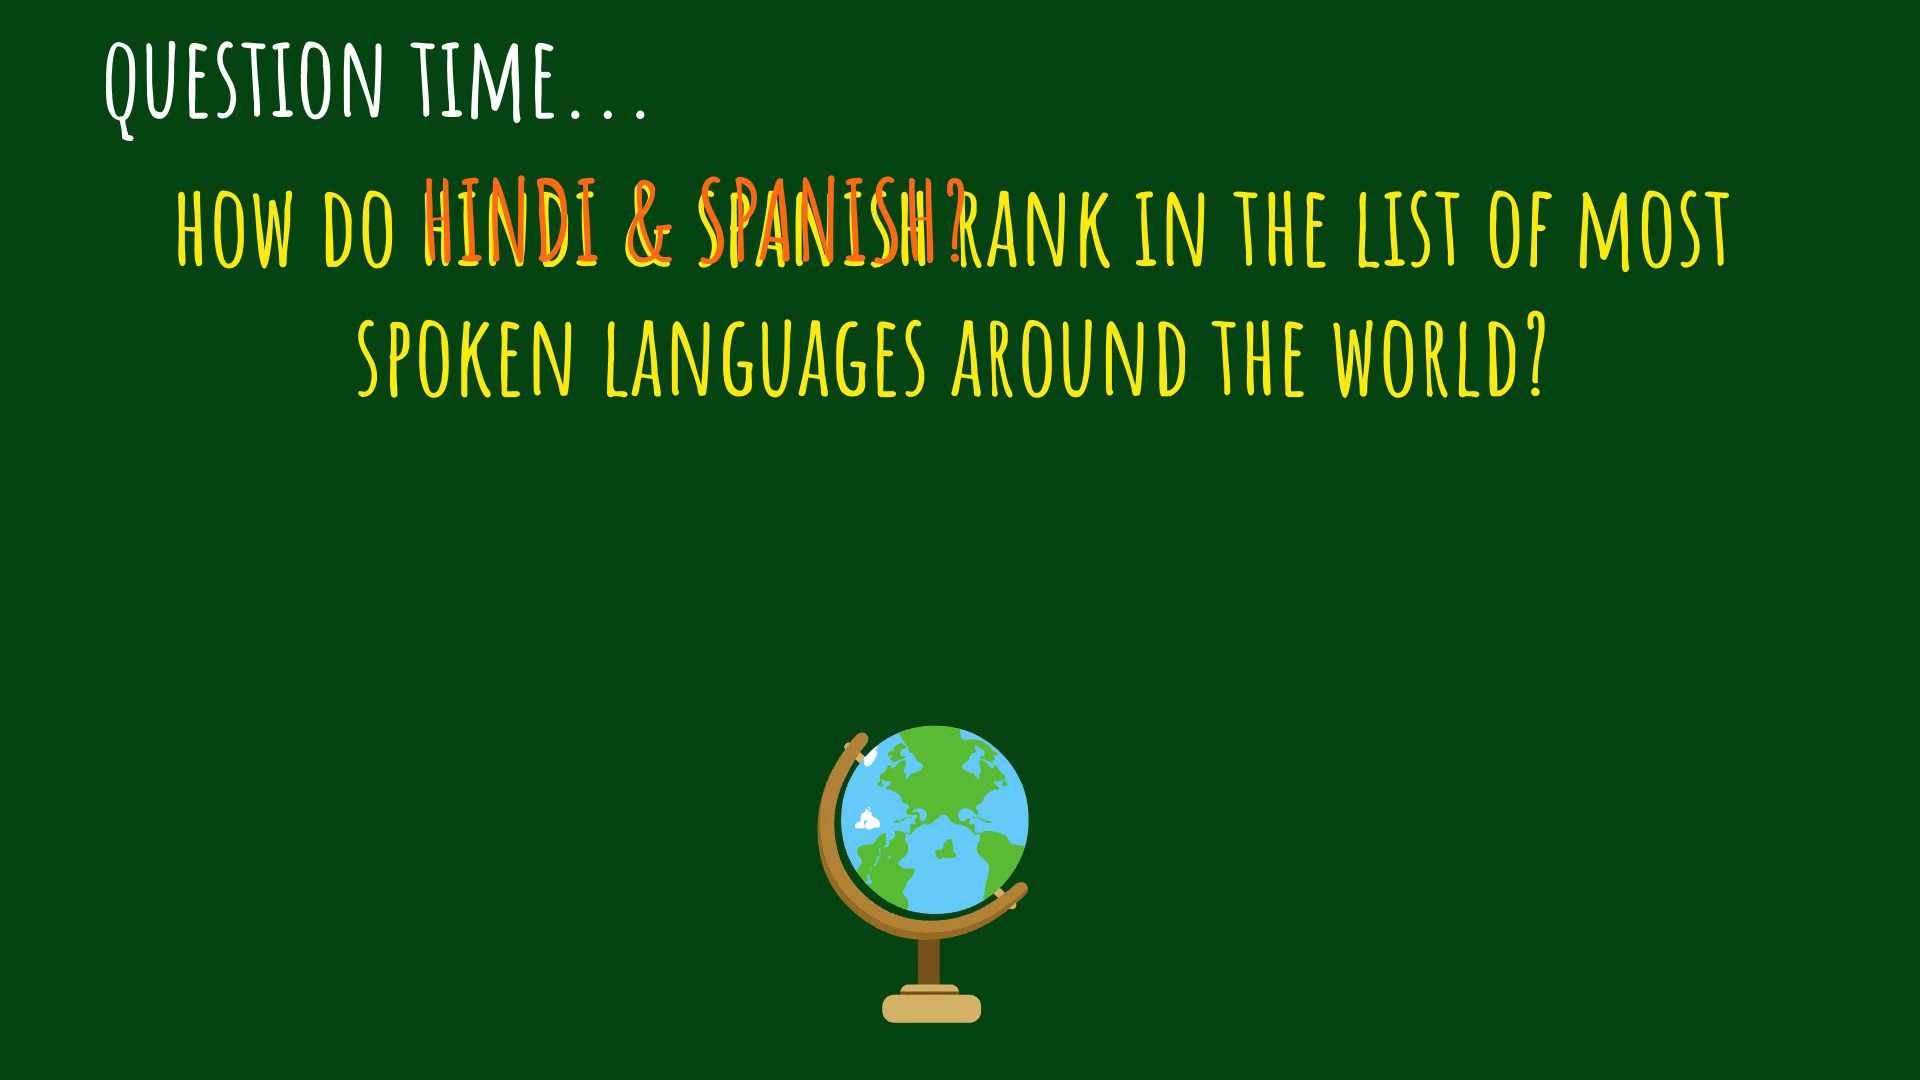 QUESTION TIME...
HOW DO HINDI & SPANISH RANK IN THE LIST OF MOST
HINDI & SPANISH?
SPOKEN LANGUAGES AROUND THE WORLD?